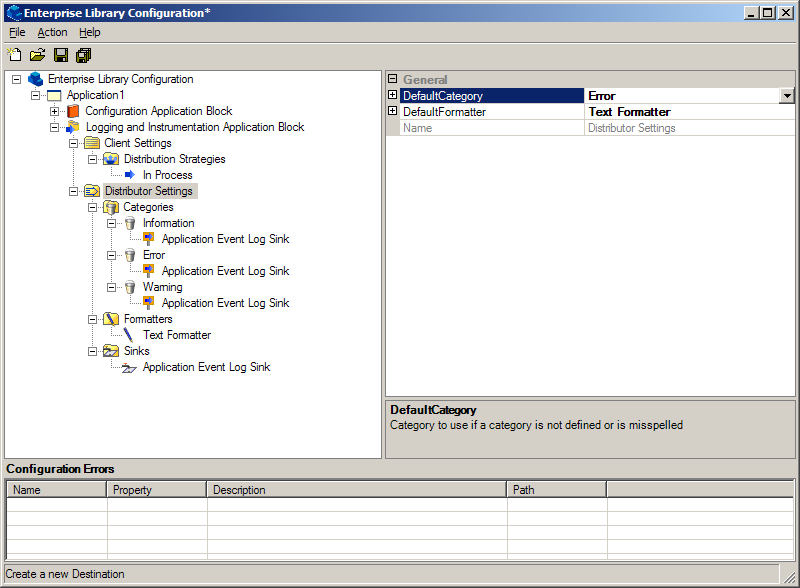 Enterprise Library Configuration*
File Action Help
Enterprise Library Configuration
Application1
Configuration Application Block
Logging and Instrumentation Application Block
Client Settings
Distribution Strategies
In Process
Distributor Settings
Categories
Information
Application Event Log Sink
Error
Application Event Log Sink
Warning
Application Event Log Sink
Formatters
Text Formatter
Sinks
Application Event Log Sink
General
DefaultCategory Error
DefaultFormatter Text Formatter
Name Distributor Settings
DefaultCategory
Category to use if a category is not defined or is misspelled
Configuration Errors
Name Property Description Path
Create a new Destination